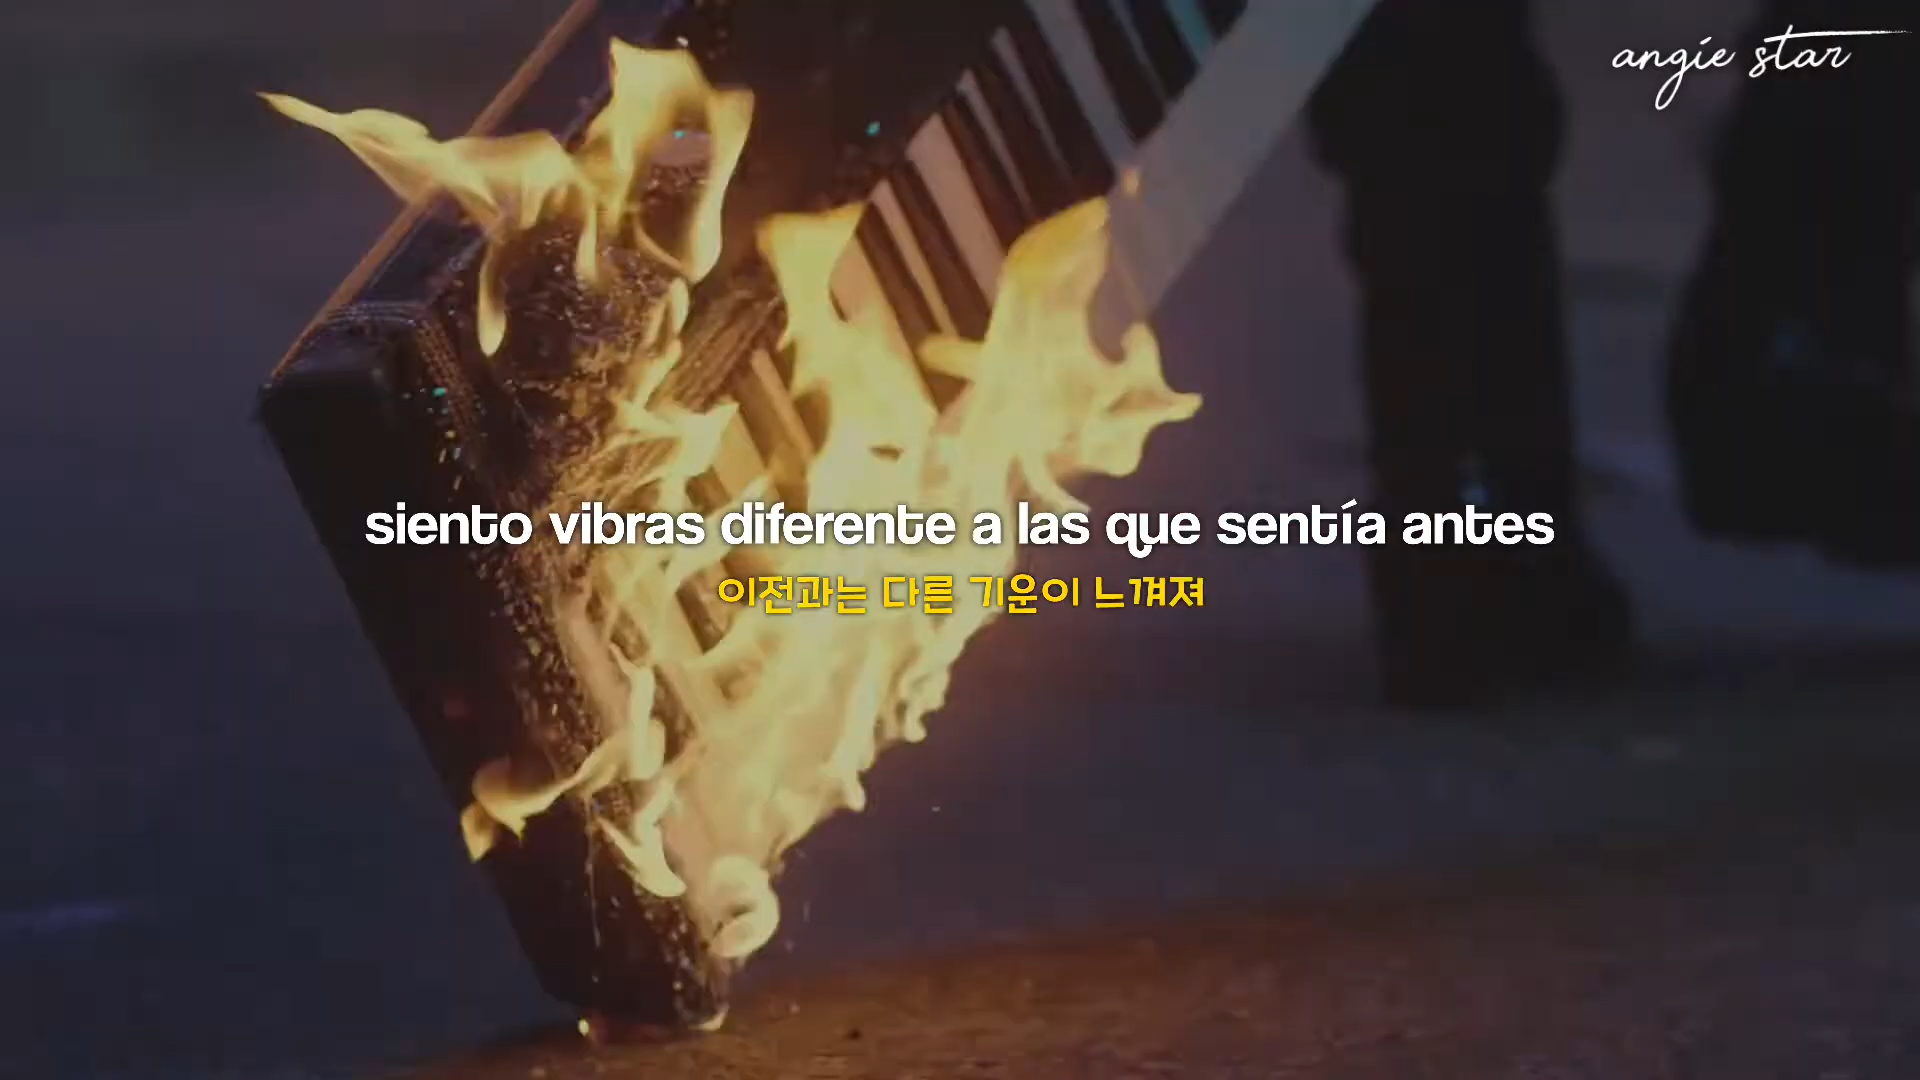 angie star
siento vibras diferente a las que sentía antes
이전과는 다른 기운이 느껴져